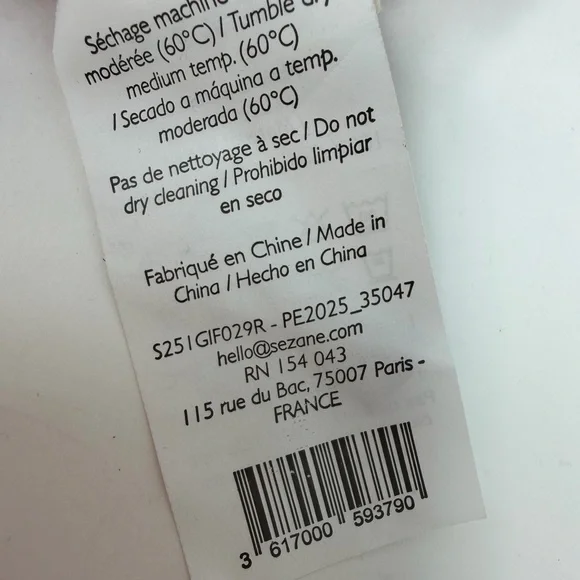 Séchage machine
modérée (60°C) / Tumble dry
medium temp. (60°C)
/ Secado a máquina a temp.
moderada (60°C)
Pas de nettoyage à sec / Do not
dry cleaning / Prohibido limpiar
en seco
Fabriqué en Chine / Made in
China / Hecho en China
S251GIF029R - PE2025_35047
hello@sezane.com
RN 154 043
115 rue du Bac, 75007 Paris -
FRANCE
3 617000 593790